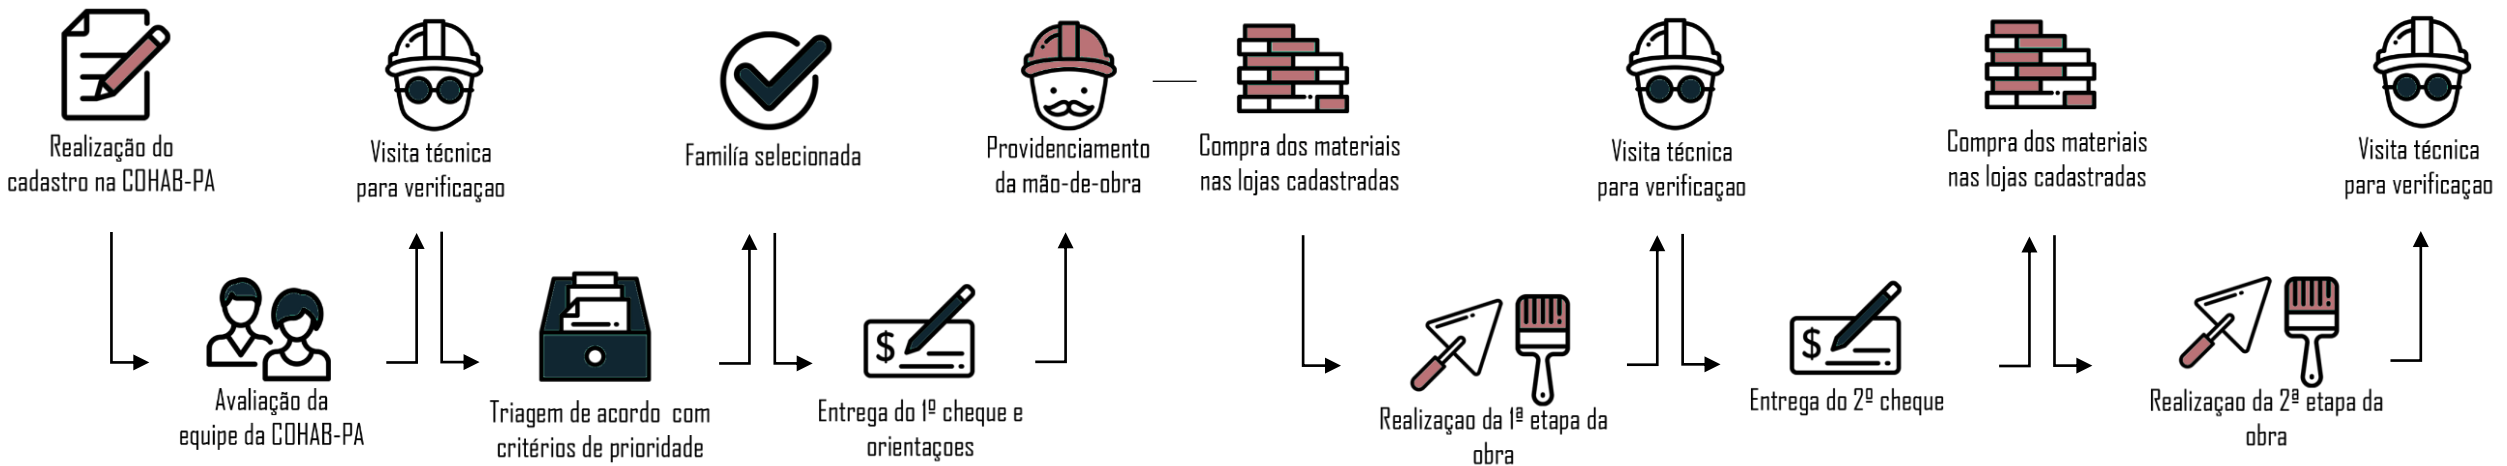 Realização do
cadastro na COHAB-PA
Avaliação da
equipe da COHAB-PA
Visita técnica
para verificaçao
Triagem de acordo com
critérios de prioridade
Familía selecionada
$
Entrega do 1º cheque e
orientaçoes
Providenciamento
da mão-de-obra
Compra dos materiais
nas lojas cadastradas
Realizaçao da 1ª etapa da
obra
Visita técnica
para verificaçao
$
Entrega do 2º cheque
Compra dos materiais
nas lojas cadastradas
Realizaçao da 2ª etapa da
obra
Visita técnica
para verificaçao